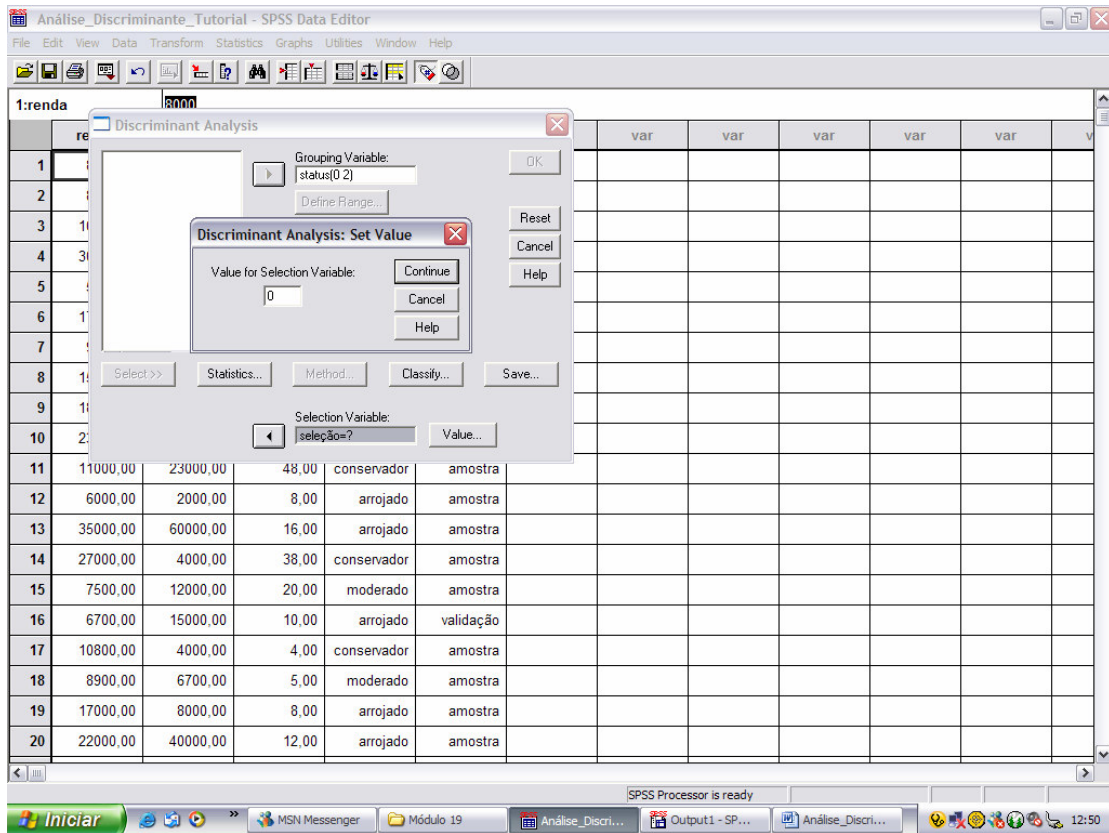 Análise_Discriminante_Tutorial - SPSS Data Editor
File Edit View Data Transform Statistics Graphs Utilities Window Help
1:renda 8000
Discriminant Analysis
var var var var var
Grouping Variable:
status(0 2)
Define Range...
OK
Reset
Cancel
Help
Discriminant Analysis: Set Value
Value for Selection Variable:
0
Continue
Cancel
Help
Select >> Statistics... Method... Classify... Save...
Selection Variable:
seleção=? Value...
1
2
3
4
5
6
7
8
9
10
11 11000,00 23000,00 48,00 conservador amostra
12 6000,00 2000,00 8,00 arrojado amostra
13 35000,00 60000,00 16,00 arrojado amostra
14 27000,00 4000,00 38,00 conservador amostra
15 7500,00 12000,00 20,00 moderado amostra
16 6700,00 15000,00 10,00 arrojado validação
17 10800,00 4000,00 4,00 conservador amostra
18 8900,00 6700,00 5,00 moderado amostra
19 17000,00 8000,00 8,00 arrojado amostra
20 22000,00 40000,00 12,00 arrojado amostra
SPSS Processor is ready
Iniciar » MSN Messenger Módulo 19 Análise_Discri... Output1 - SP... Análise_Discri... 12:50